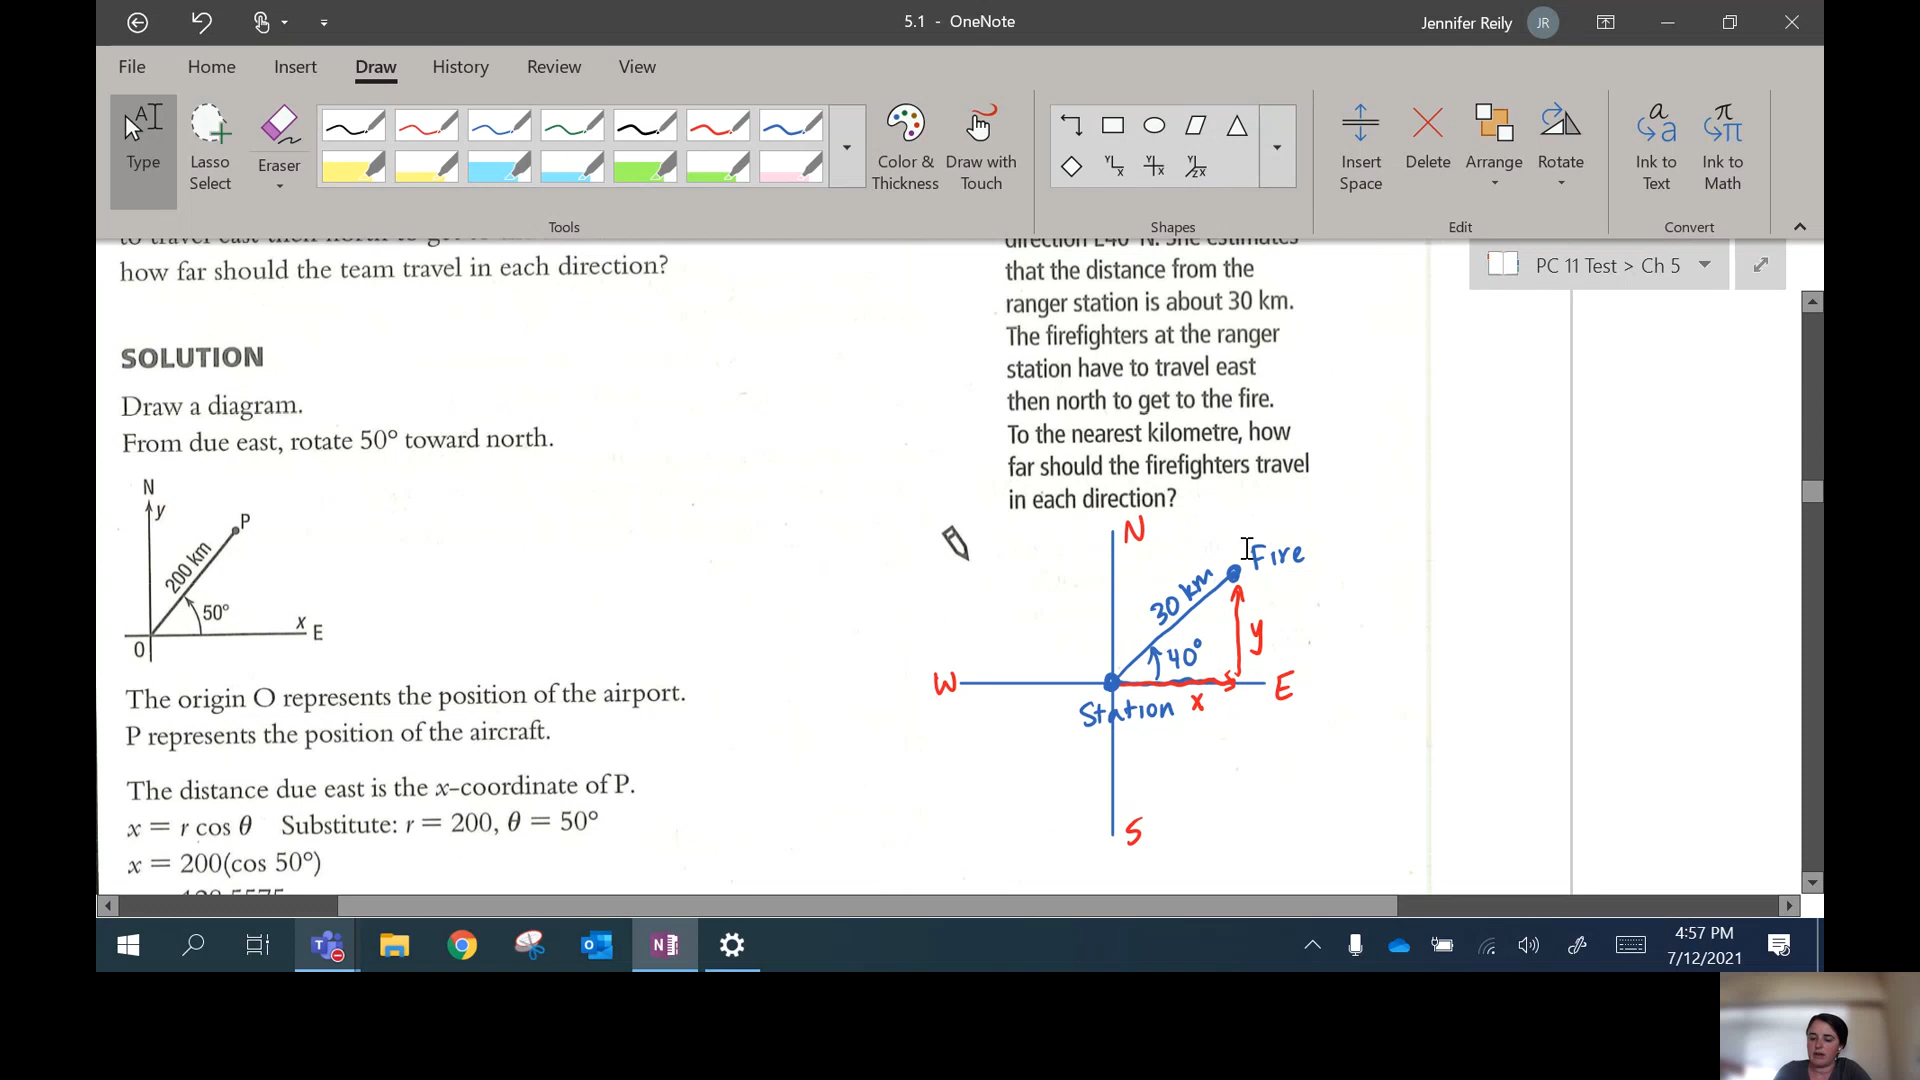 5.1 - OneNote
Jennifer Reily
JR
File
Home
Insert
Draw
History
Review
View
Type
Lasso
Select
Eraser
Color &
Thickness
Draw with
Touch
Insert
Space
Delete
Arrange
Rotate
Ink to
Text
Ink to
Math
Tools
Shapes
Edit
Convert
PC 11 Test > Ch 5
how far should the team travel in each direction?
SOLUTION
Draw a diagram.
From due east, rotate 50° toward north.
N
y
P
200 km
50°
x
E
0
The origin O represents the position of the airport.
P represents the position of the aircraft.
The distance due east is the x-coordinate of P.
x = r cos θ Substitute: r = 200, θ = 50°
x = 200(cos 50°)
direction E40°N. She estimates
that the distance from the
ranger station is about 30 km.
The firefighters at the ranger
station have to travel east
then north to get to the fire.
To the nearest kilometre, how
far should the firefighters travel
in each direction?
N
Fire
30 km
y
40°
W
E
Station
x
S
4:57 PM
7/12/2021